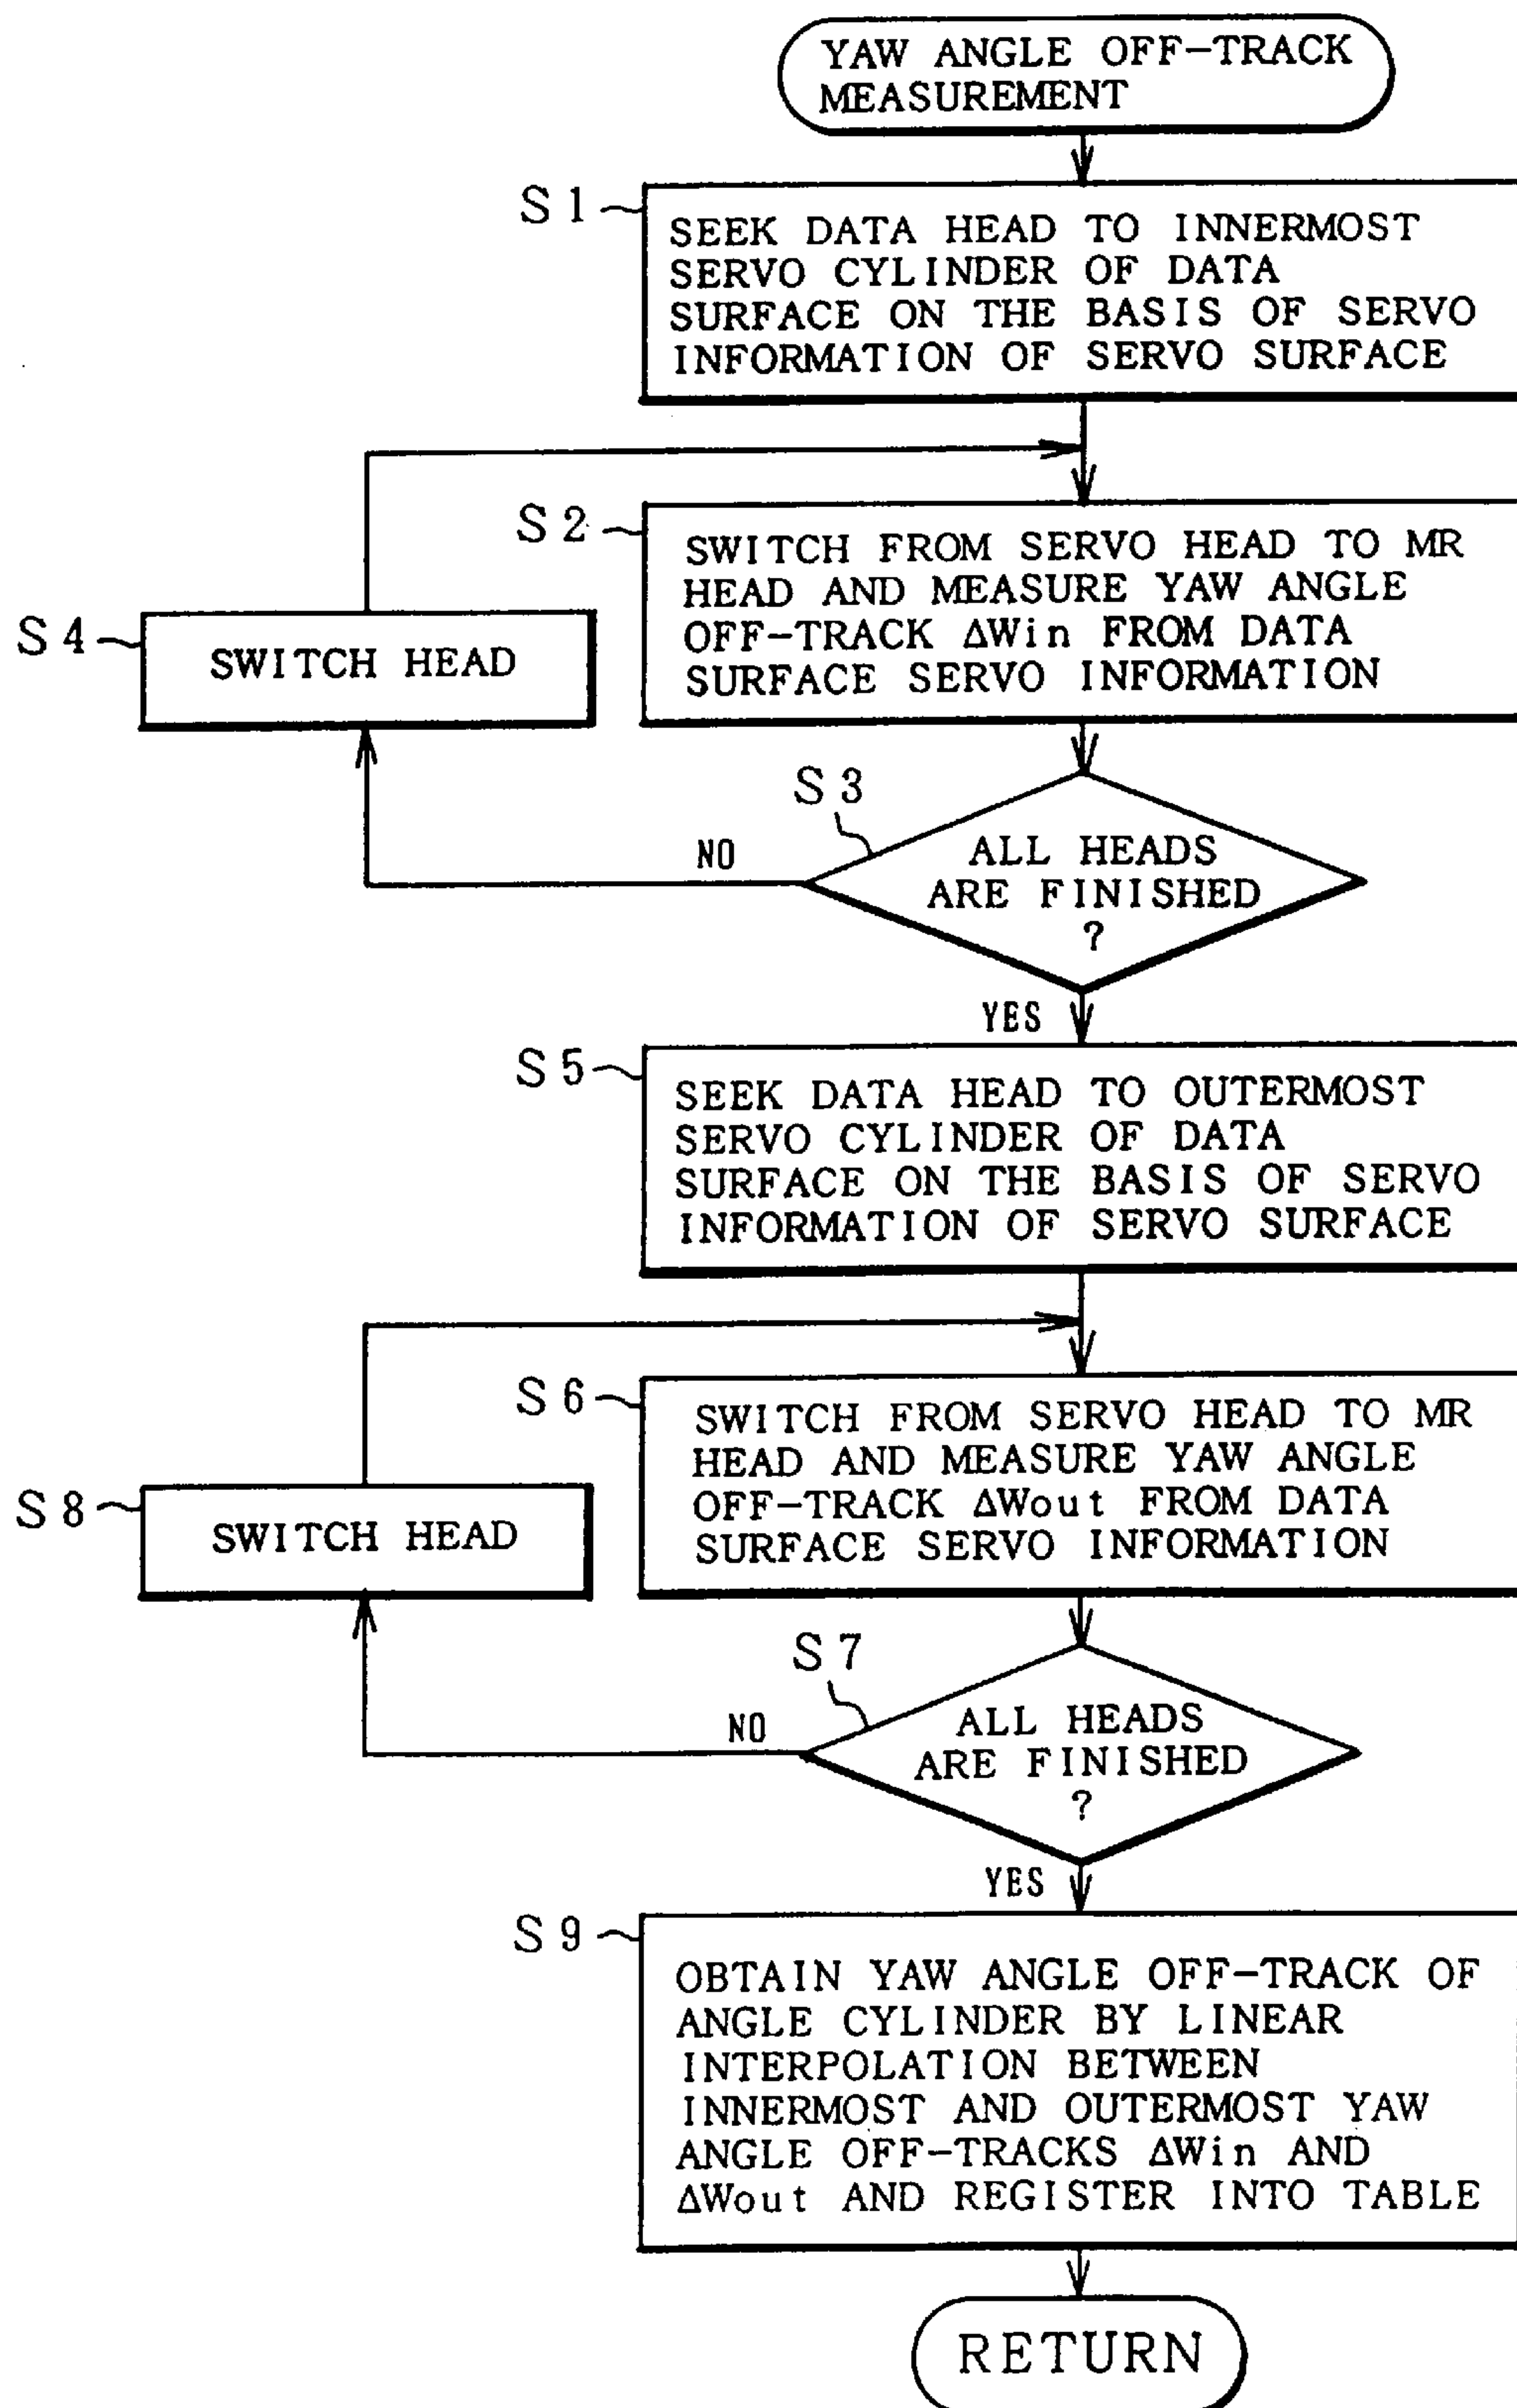 YAW ANGLE OFF-TRACK
MEASUREMENT
S1
SEEK DATA HEAD TO INNERMOST
SERVO CYLINDER OF DATA
SURFACE ON THE BASIS OF SERVO
INFORMATION OF SERVO SURFACE
S2
SWITCH FROM SERVO HEAD TO MR
HEAD AND MEASURE YAW ANGLE
OFF-TRACK ΔWin FROM DATA
SURFACE SERVO INFORMATION
S4
SWITCH HEAD
S3
ALL HEADS
ARE FINISHED
?
NO
YES
S5
SEEK DATA HEAD TO OUTERMOST
SERVO CYLINDER OF DATA
SURFACE ON THE BASIS OF SERVO
INFORMATION OF SERVO SURFACE
S6
SWITCH FROM SERVO HEAD TO MR
HEAD AND MEASURE YAW ANGLE
OFF-TRACK ΔWout FROM DATA
SURFACE SERVO INFORMATION
S8
SWITCH HEAD
S7
ALL HEADS
ARE FINISHED
?
NO
YES
S9
OBTAIN YAW ANGLE OFF-TRACK OF
ANGLE CYLINDER BY LINEAR
INTERPOLATION BETWEEN
INNERMOST AND OUTERMOST YAW
ANGLE OFF-TRACKS ΔWin AND
ΔWout AND REGISTER INTO TABLE
RETURN